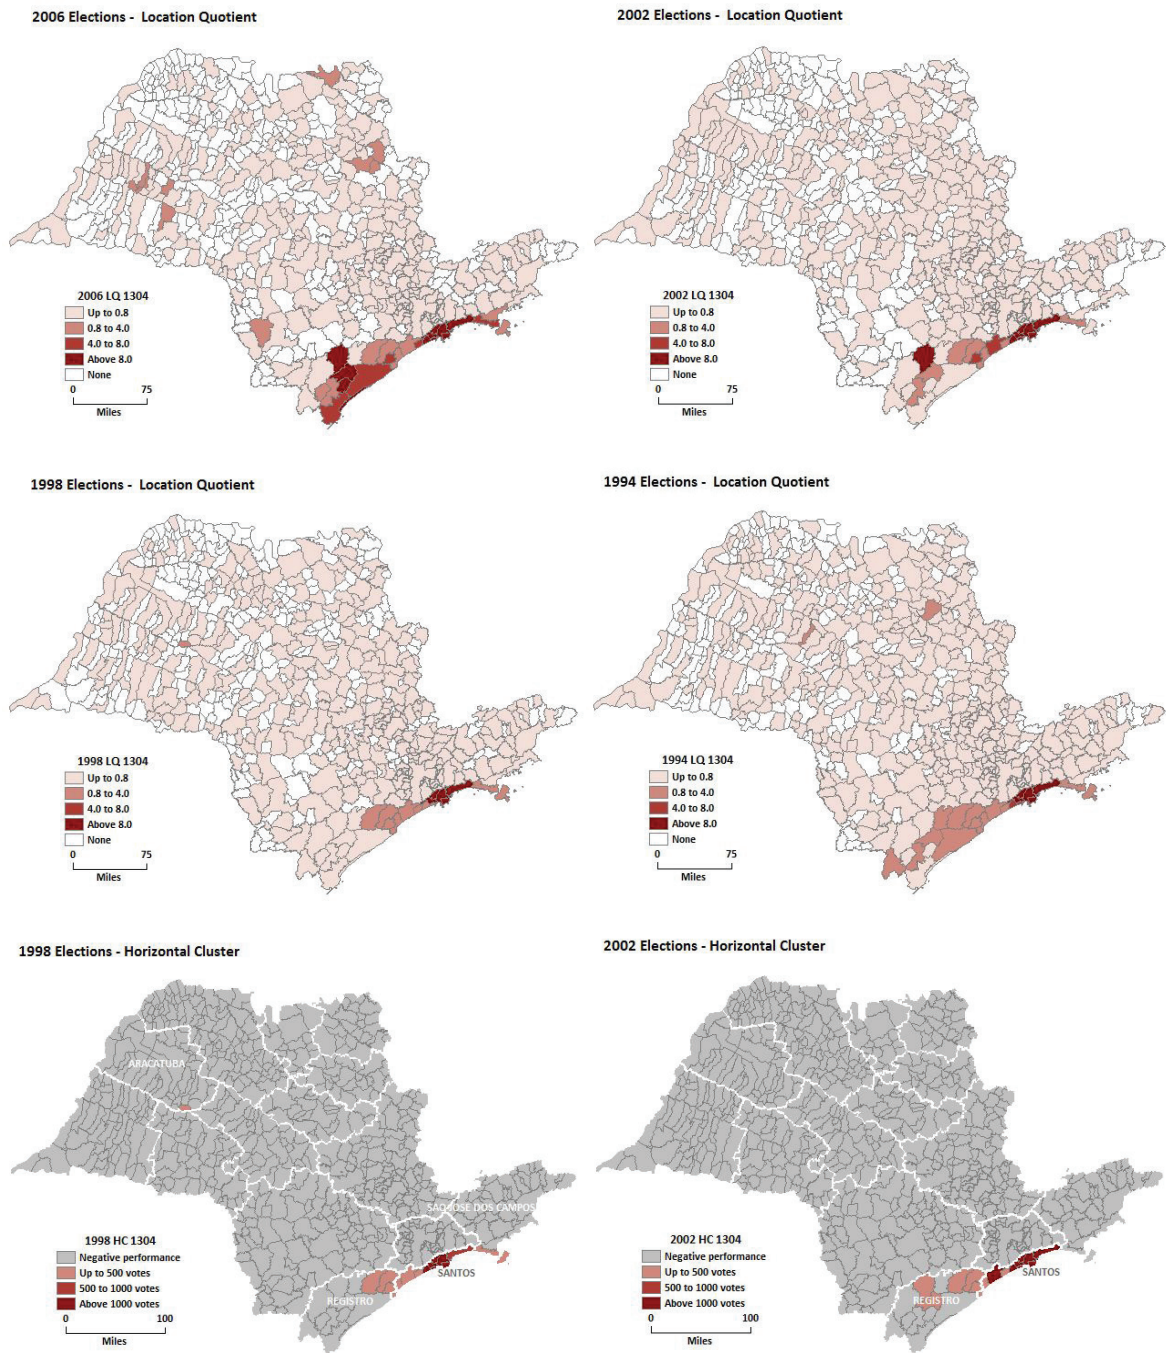 2006 Elections - Location Quotient
2006 LQ 1304
Up to 0.8
0.8 to 4.0
4.0 to 8.0
Above 8.0
None
0 75
Miles
2002 Elections - Location Quotient
2002 LQ 1304
Up to 0.8
0.8 to 4.0
4.0 to 8.0
Above 8.0
None
0 75
Miles
1998 Elections - Location Quotient
1998 LQ 1304
Up to 0.8
0.8 to 4.0
4.0 to 8.0
Above 8.0
None
0 75
Miles
1994 Elections - Location Quotient
1994 LQ 1304
Up to 0.8
0.8 to 4.0
4.0 to 8.0
Above 8.0
None
0 75
Miles
1998 Elections - Horizontal Cluster
ARACATUBA
SAO JOSE DOS CAMPOS
SANTOS
REGISTRO
1998 HC 1304
Negative performance
Up to 500 votes
500 to 1000 votes
Above 1000 votes
0 100
Miles
2002 Elections - Horizontal Cluster
SANTOS
REGISTRO
2002 HC 1304
Negative performance
Up to 500 votes
500 to 1000 votes
Above 1000 votes
0 100
Miles